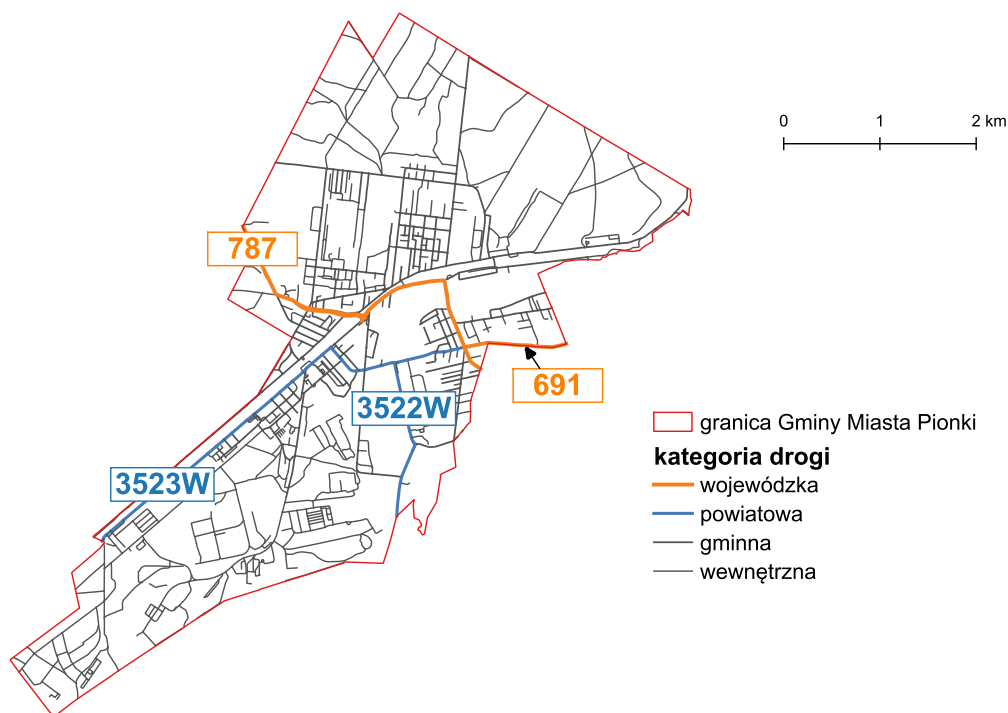 0 1 2 km
787
691
3522W
3523W
granica Gminy Miasta Pionki
kategoria drogi
wojewódzka
powiatowa
gminna
wewnętrzna